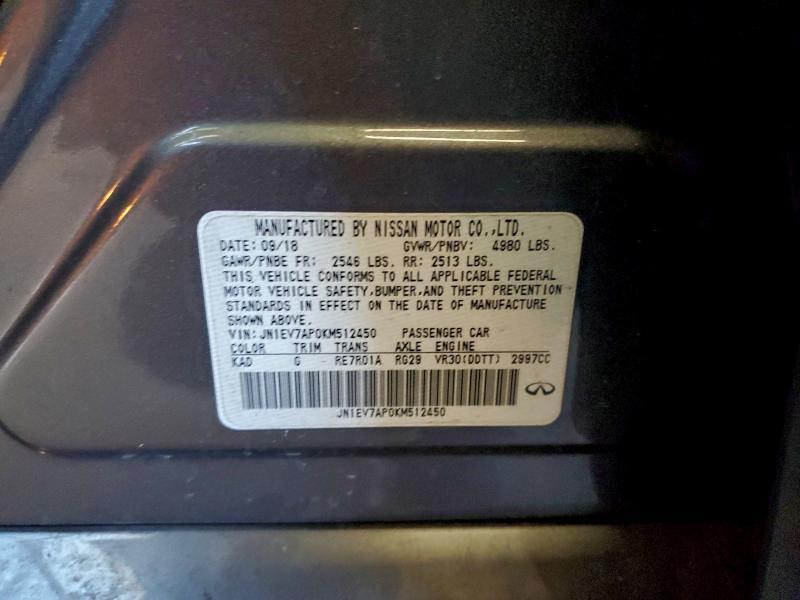 MANUFACTURED BY NISSAN MOTOR CO.,LTD.
DATE: 09/18 GVWR/PNBV: 4980 LBS.
GAWR/PNBE FR: 2546 LBS. RR: 2513 LBS.
THIS VEHICLE CONFORMS TO ALL APPLICABLE FEDERAL
MOTOR VEHICLE SAFETY,BUMPER,AND THEFT PREVENTION
STANDARDS IN EFFECT ON THE DATE OF MANUFACTURE
SHOWN ABOVE.
VIN: JN1EV7AP0KM512450 PASSENGER CAR
COLOR TRIM TRANS AXLE ENGINE
KAD G RE7R01A RG29 VR30(DDTT) 2997CC
JN1EV7AP0KM512450